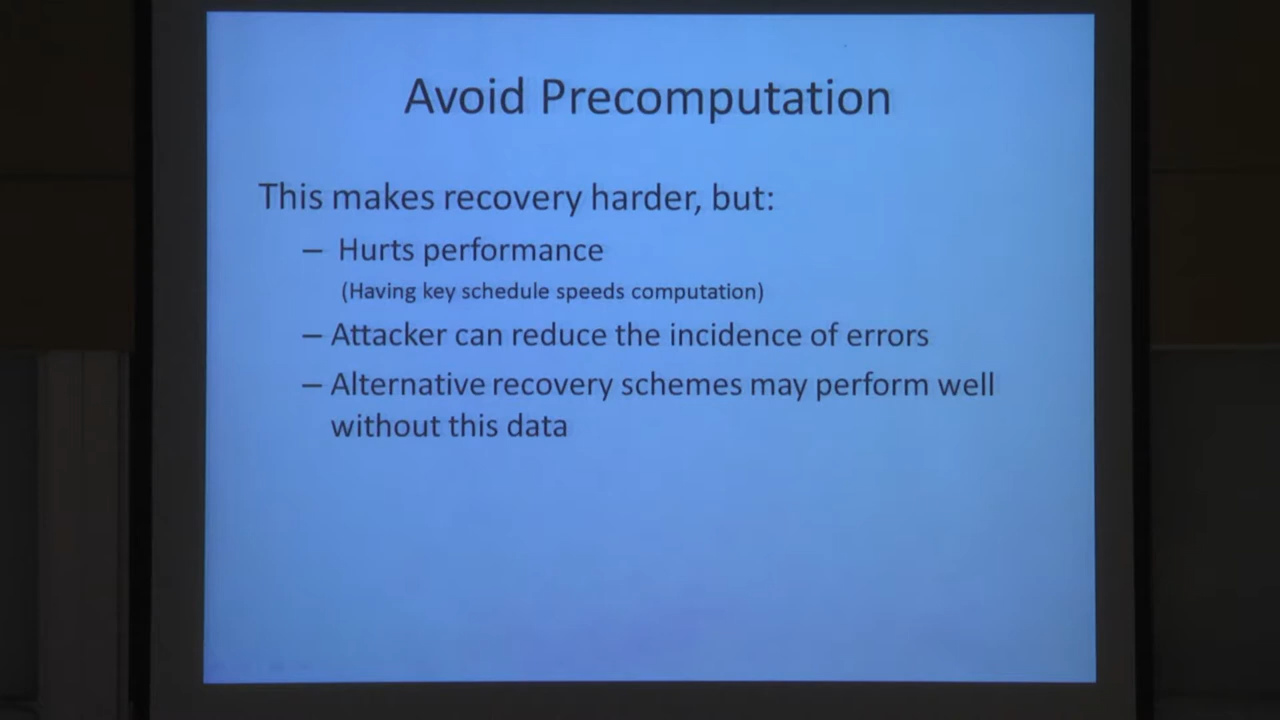 Avoid Precomputation
This makes recovery harder, but:
– Hurts performance
(Having key schedule speeds computation)
– Attacker can reduce the incidence of errors
– Alternative recovery schemes may perform well
without this data